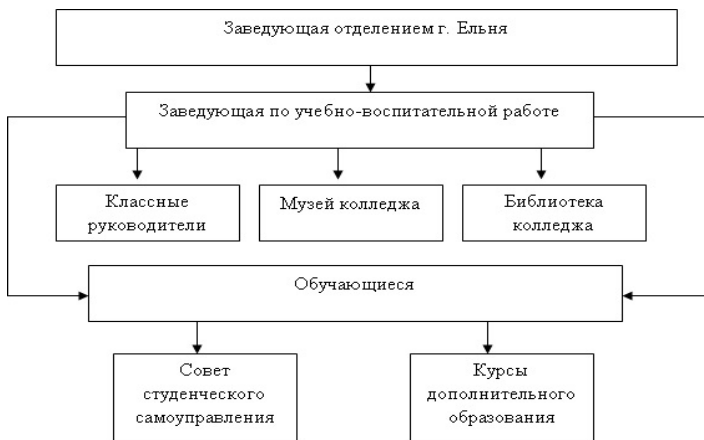 Заведующая отделением г. Ельня
Заведующая по учебно-воспитательной работе
Классные
руководители
Музей колледжа
Библиотека
колледжа
Обучающиеся
Совет
студенческого
самоуправления
Курсы
дополнительного
образования